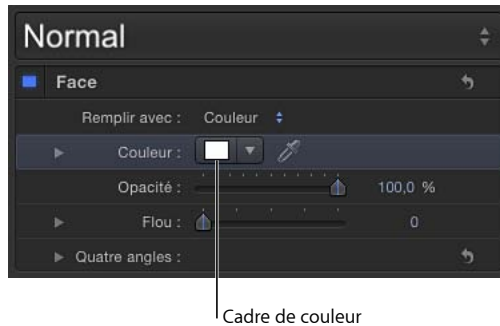 Normal
Face
Remplir avec : Couleur
Couleur :
Opacité : 100,0 %
Flou : 0
Quatre angles :
Cadre de couleur